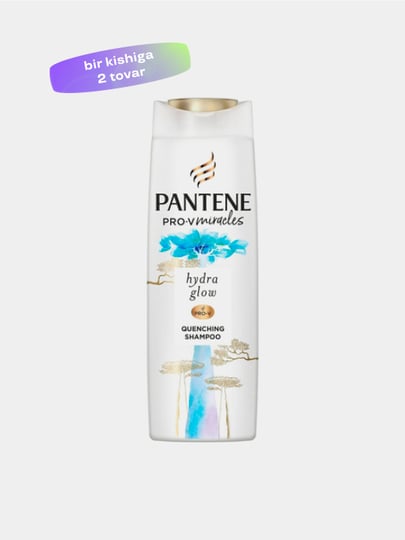 bir kishiga
2 tovar
PANTENE
PRO-V miracles
hydra
glow
PRO-V
QUENCHING
SHAMPOO